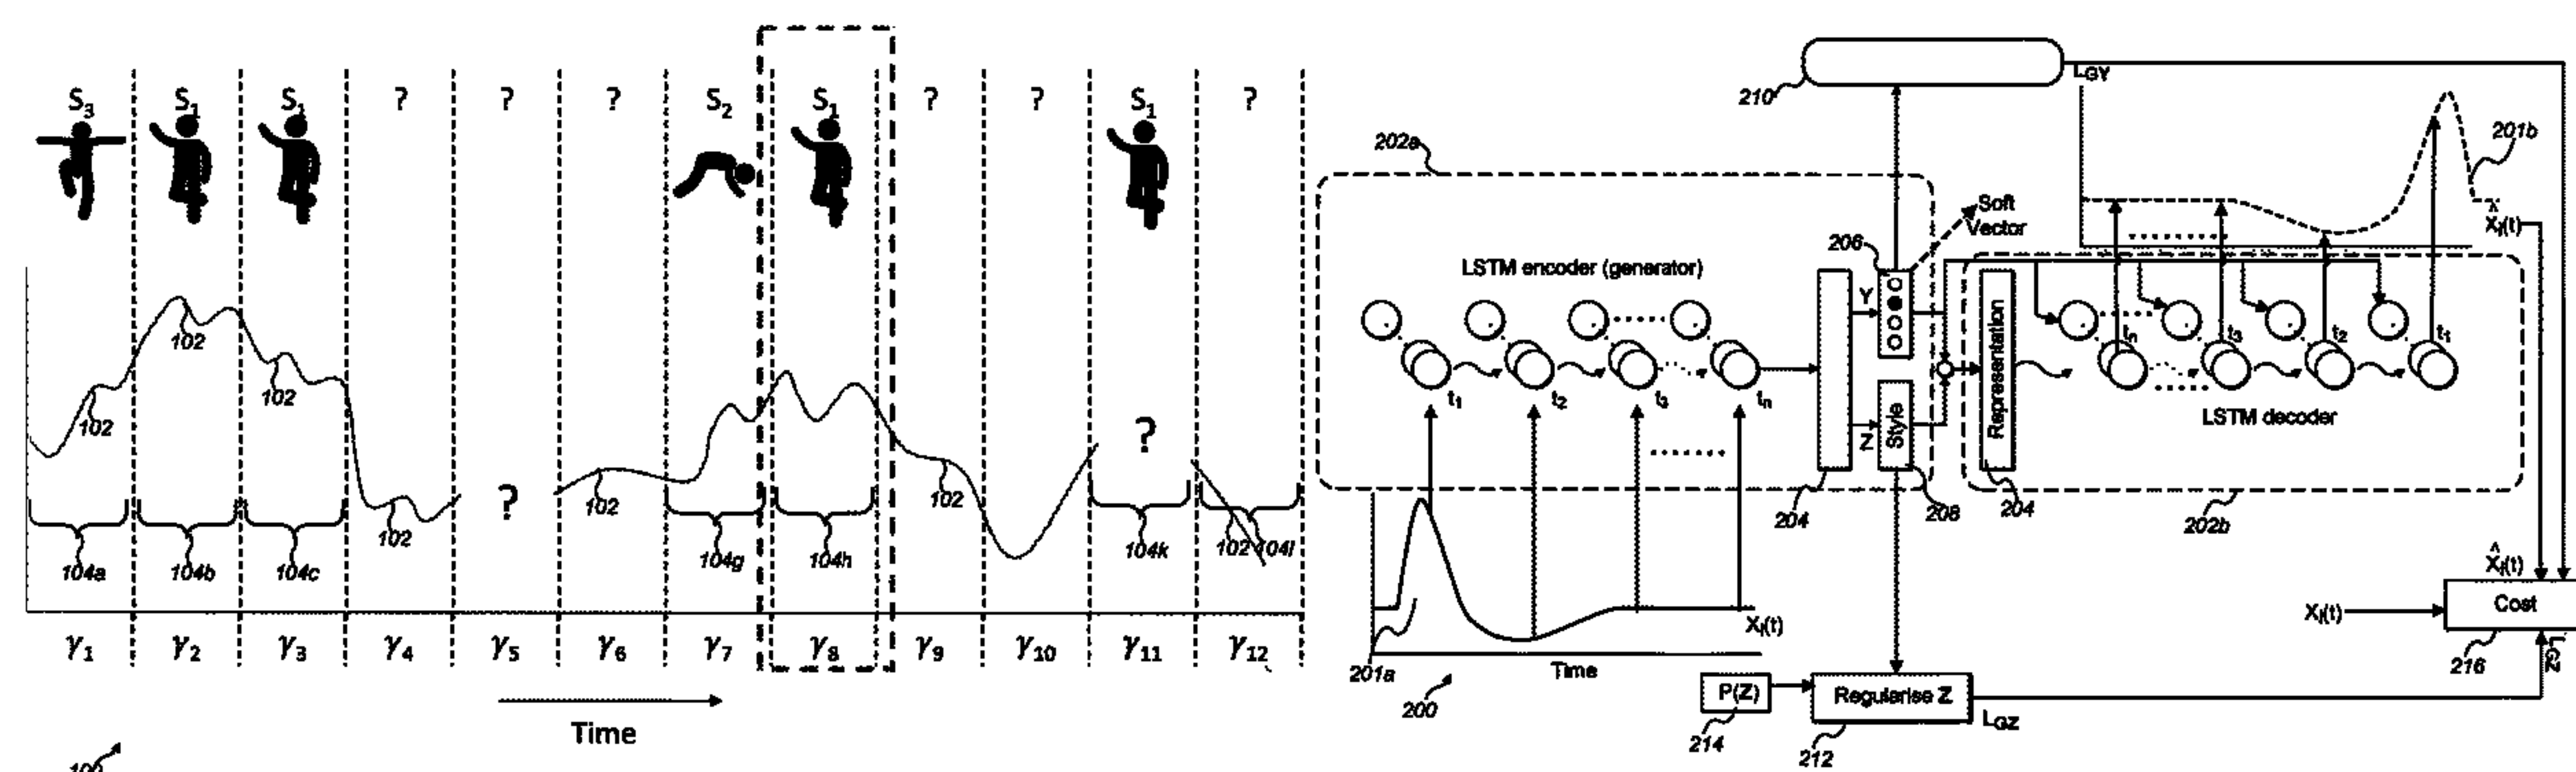 S3 S1 S1 ? ? ? S2 S1 ? ? S1 ?
102 102 102 102 ? 102 102 ? 102
104a 104b 104c 104g 104h 104k 104l
γ1 γ2 γ3 γ4 γ5 γ6 γ7 γ8 γ9 γ10 γ11 γ12
Time
100
210
LGY
202a
201b
Soft
Vector
206
X̂i(t)
LSTM encoder (generator)
Y
Z
Style
Representation
t1 t2 t3 tn
tn t3 t2 t1
LSTM decoder
204
208
204
202b
Xi(t)
Time
201a
200
P(Z)
214
Regularise Z
212
LGZ
X̂i(t)
Xi(t)
Cost
216
LGZ